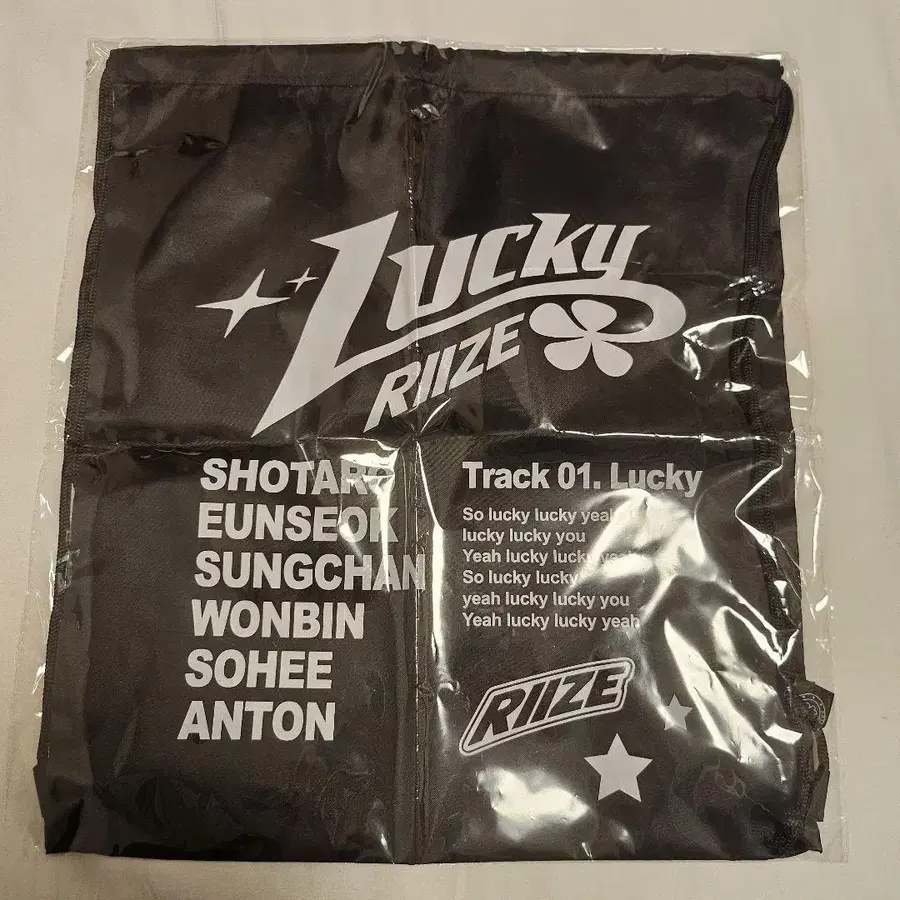 Lucky
RIIZE
SHOTARO
EUNSEOK
SUNGCHAN
WONBIN
SOHEE
ANTON
Track 01. Lucky
So lucky lucky yeah
lucky lucky you
Yeah lucky lucky yeah
So lucky lucky
yeah lucky lucky you
Yeah lucky lucky yeah
RIIZE